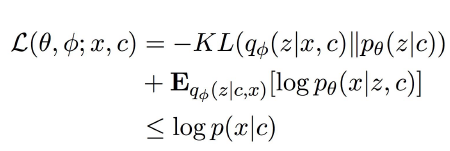 ℒ(θ, ϕ; x, c) = −KL(q_ϕ(z|x, c)‖p_θ(z|c))
+ 𝐄_{q_ϕ(z|c,x)}[log p_θ(x|z, c)]
≤ log p(x|c)